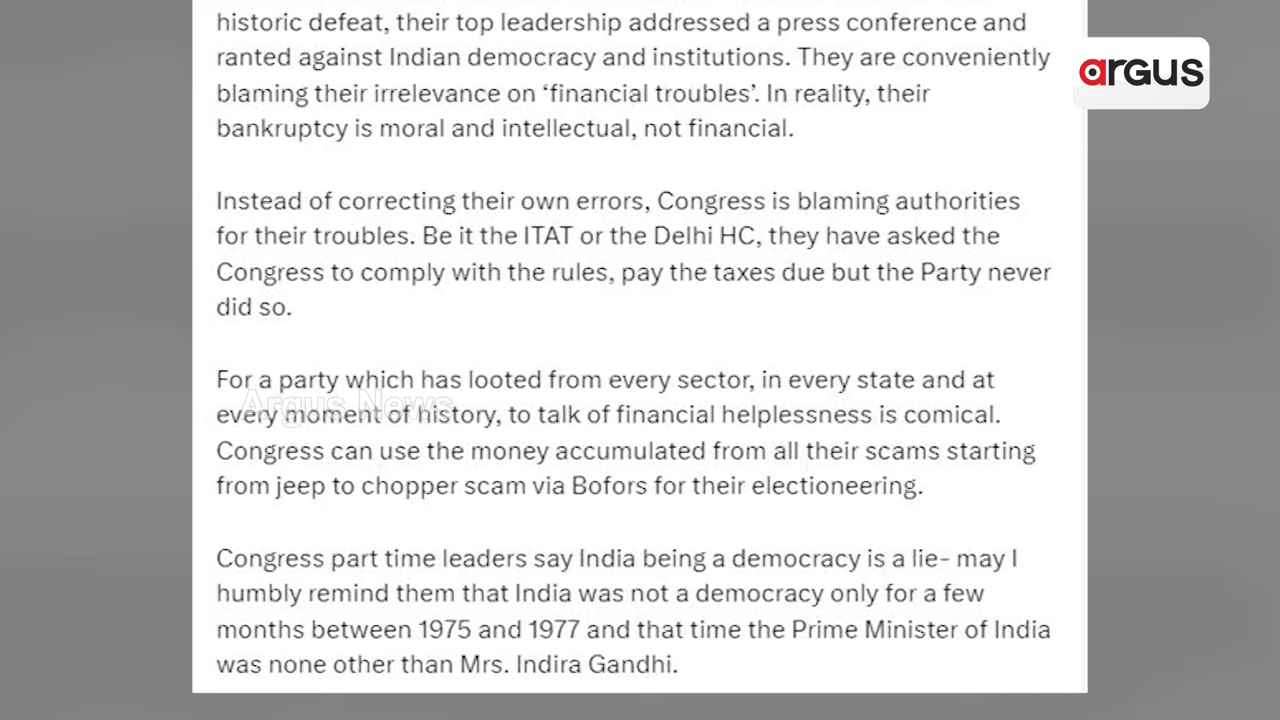 historic defeat, their top leadership addressed a press conference and
ranted against Indian democracy and institutions. They are conveniently
blaming their irrelevance on ‘financial troubles’. In reality, their
bankruptcy is moral and intellectual, not financial.
Instead of correcting their own errors, Congress is blaming authorities
for their troubles. Be it the ITAT or the Delhi HC, they have asked the
Congress to comply with the rules, pay the taxes due but the Party never
did so.
For a party which has looted from every sector, in every state and at
every moment of history, to talk of financial helplessness is comical.
Congress can use the money accumulated from all their scams starting
from jeep to chopper scam via Bofors for their electioneering.
Congress part time leaders say India being a democracy is a lie- may I
humbly remind them that India was not a democracy only for a few
months between 1975 and 1977 and that time the Prime Minister of India
was none other than Mrs. Indira Gandhi.
argus
Argus News